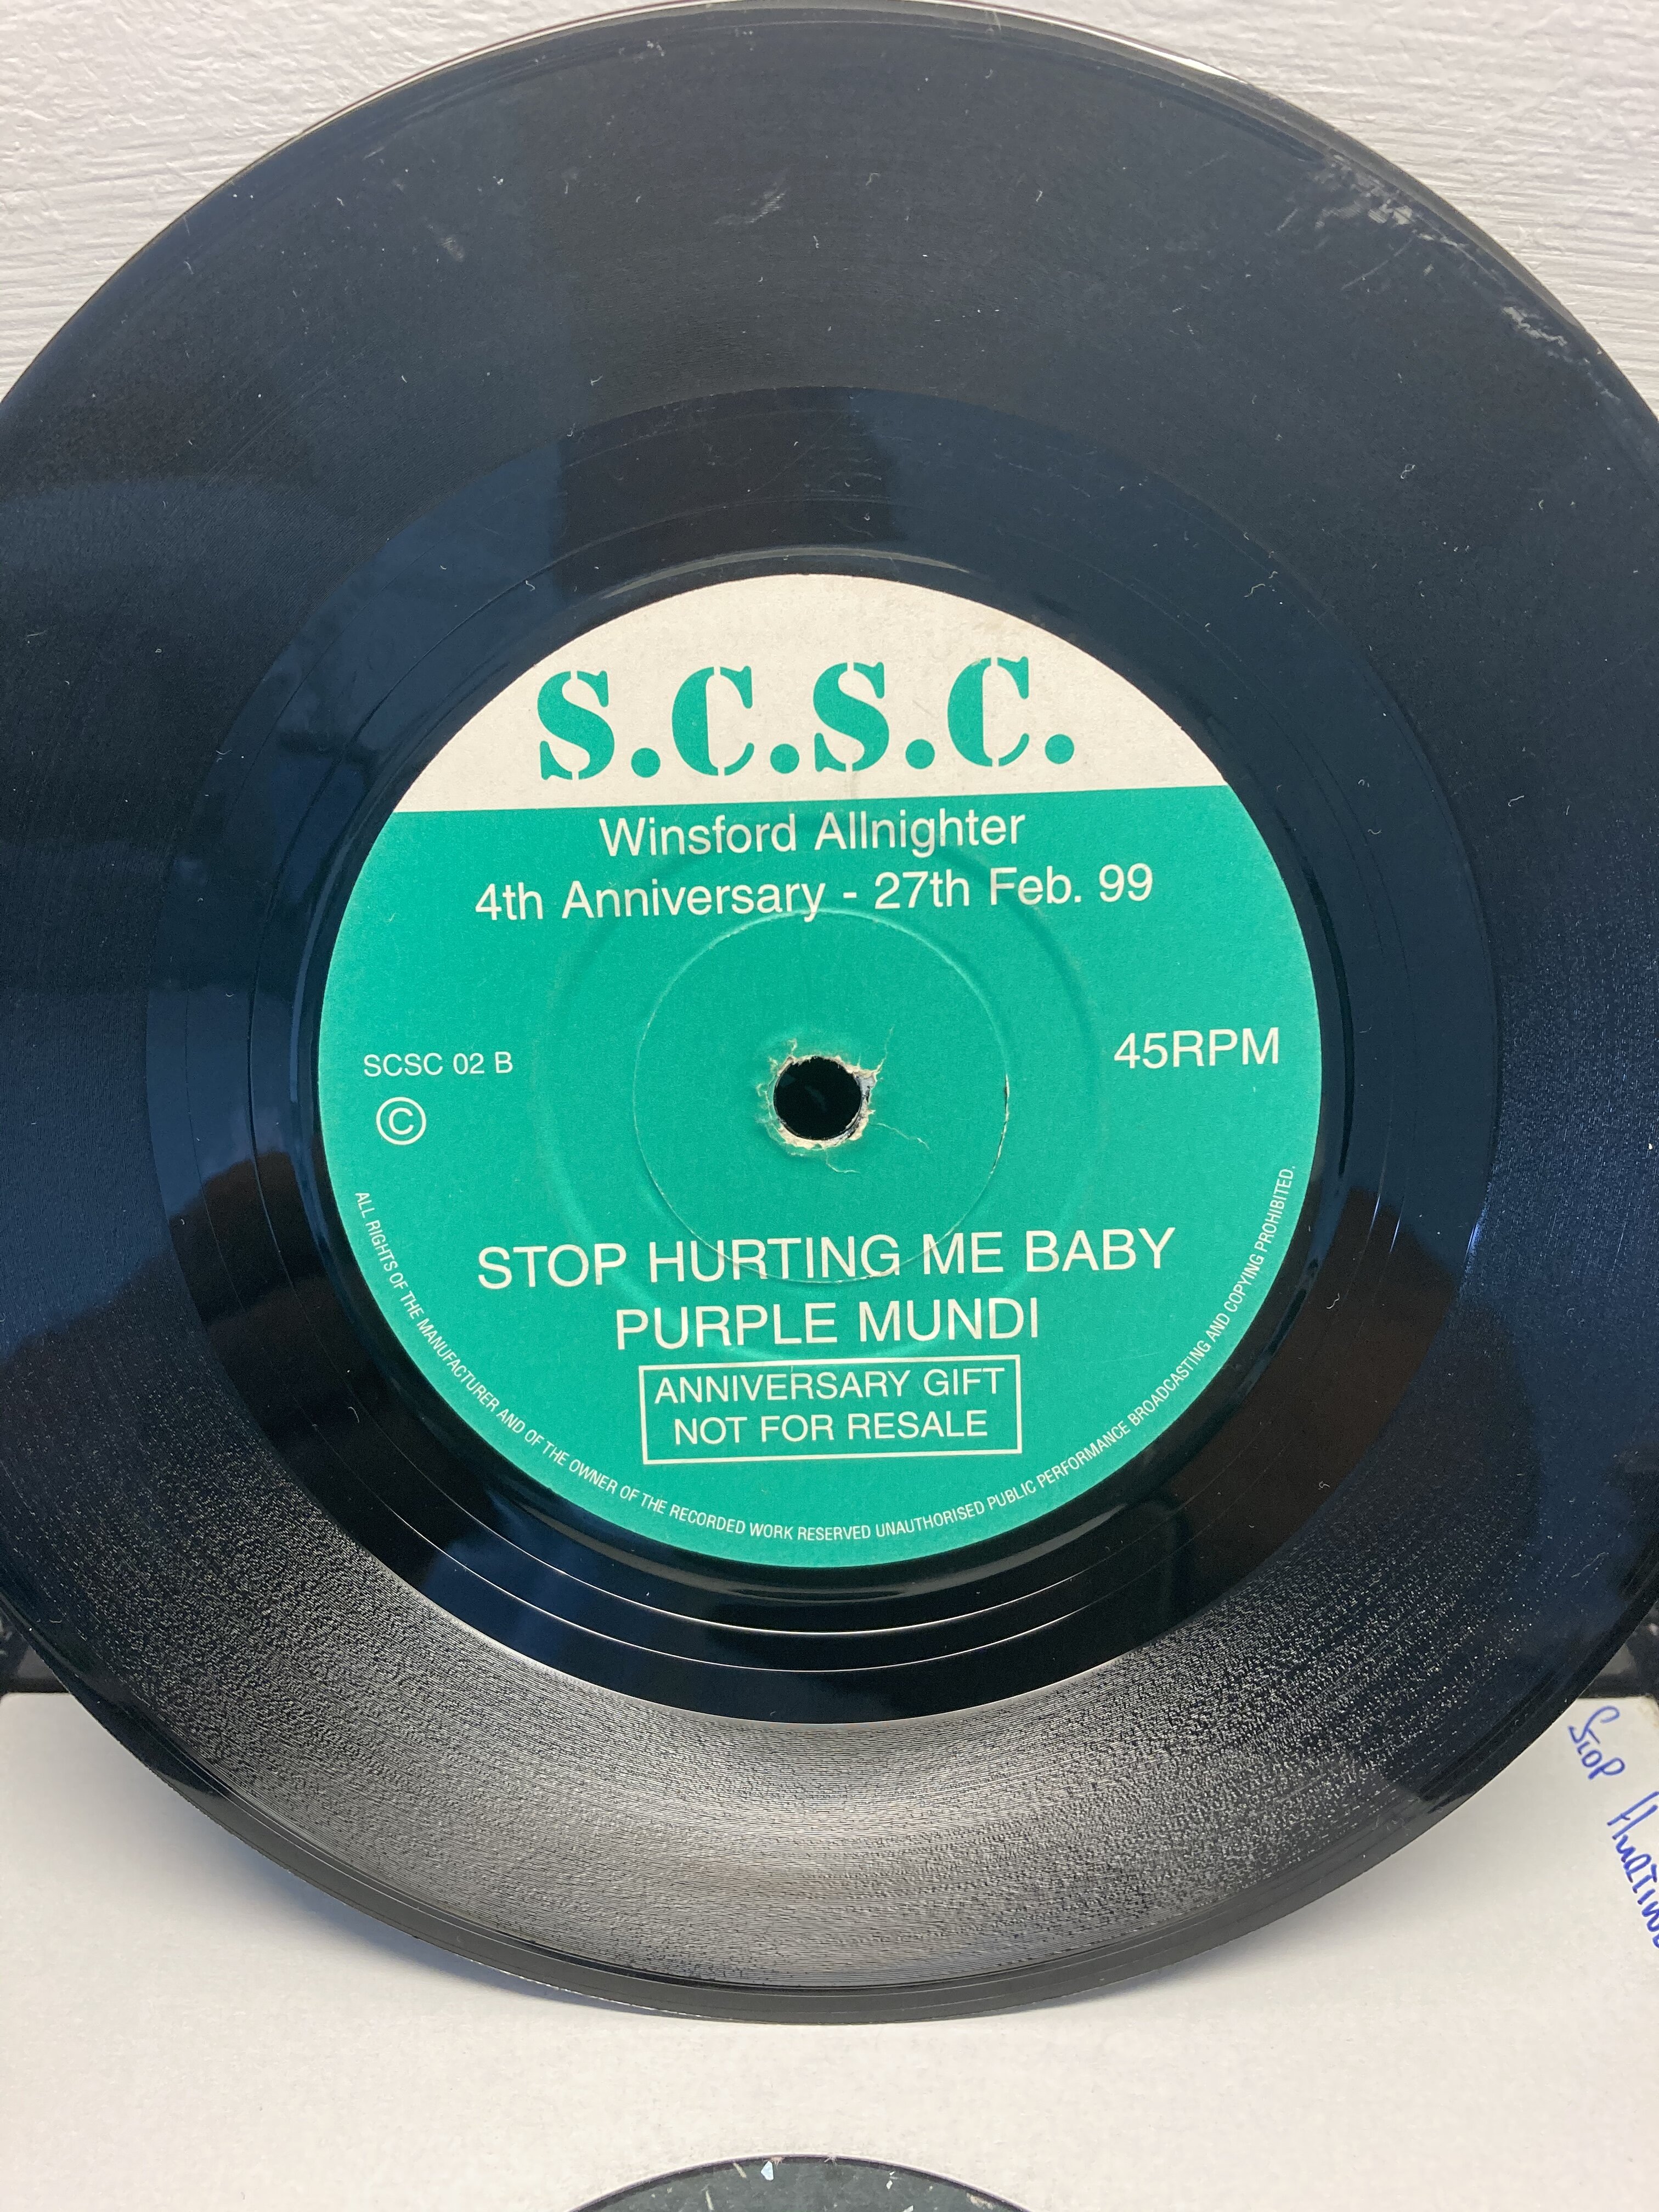 S.C.S.C.
Winsford Allnighter
4th Anniversary - 27th Feb. 99
SCSC 02 B
45RPM
©
STOP HURTING ME BABY
PURPLE MUNDI
ANNIVERSARY GIFT
NOT FOR RESALE
ALL RIGHTS OF THE MANUFACTURER AND OF THE OWNER OF THE RECORDED WORK RESERVED UNAUTHORISED PUBLIC PERFORMANCE BROADCASTING AND COPYING PROHIBITED.
STOP